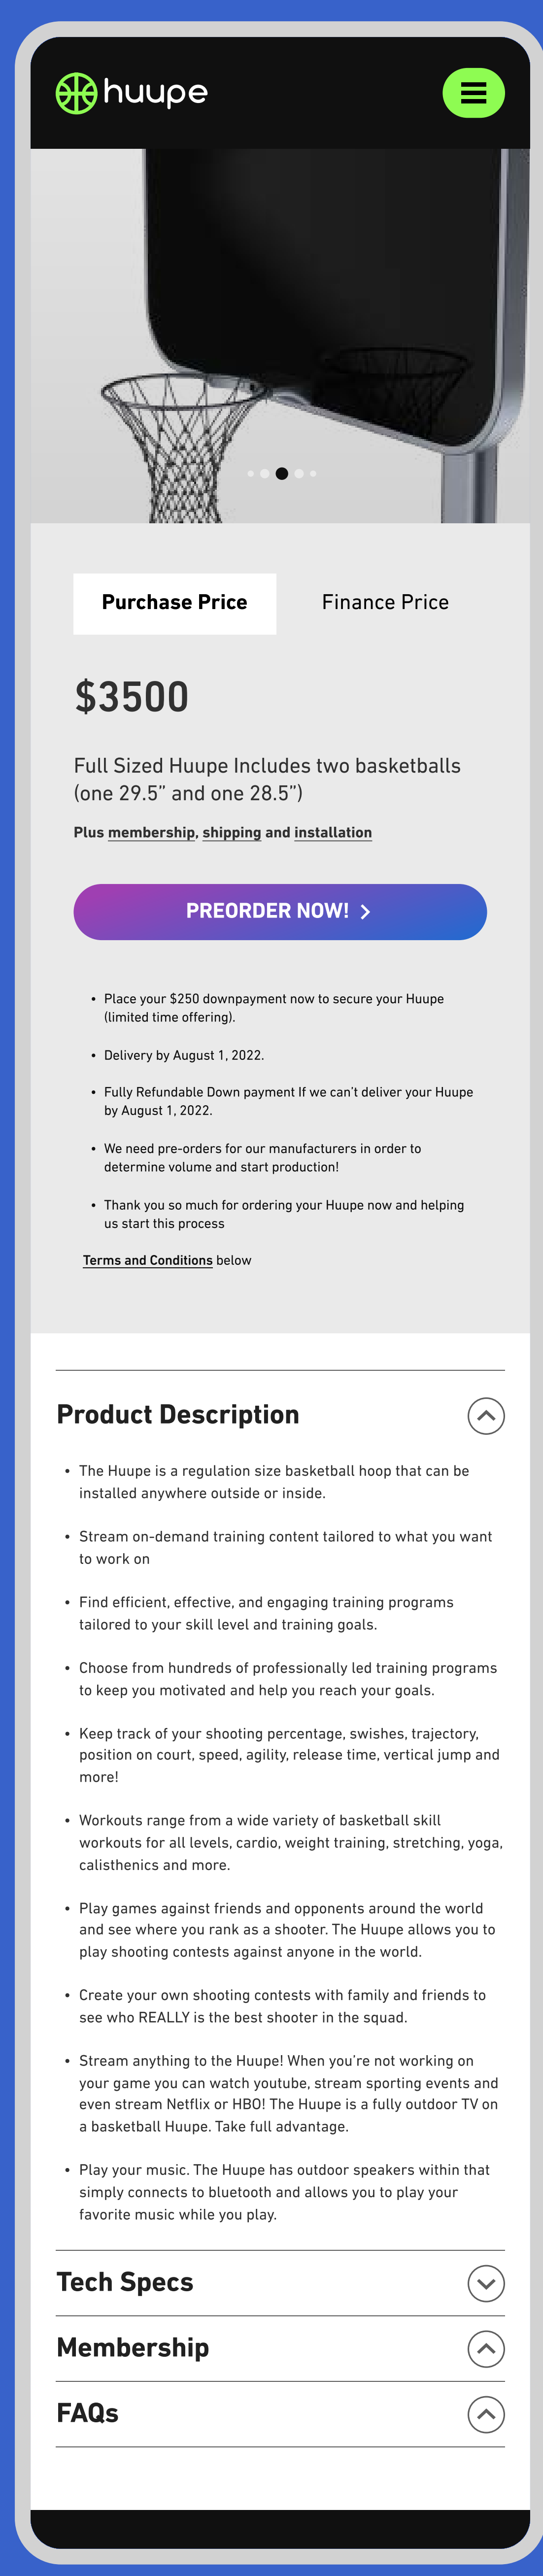 huupe
Purchase Price
Finance Price
$3500
Full Sized Huupe Includes two basketballs
(one 29.5” and one 28.5”)
Plus membership, shipping and installation
PREORDER NOW!
• Place your $250 downpayment now to secure your Huupe
(limited time offering).
• Delivery by August 1, 2022.
• Fully Refundable Down payment If we can’t deliver your Huupe
by August 1, 2022.
• We need pre-orders for our manufacturers in order to
determine volume and start production!
• Thank you so much for ordering your Huupe now and helping
us start this process
Terms and Conditions below
Product Description
• The Huupe is a regulation size basketball hoop that can be
installed anywhere outside or inside.
• Stream on-demand training content tailored to what you want
to work on
• Find efficient, effective, and engaging training programs
tailored to your skill level and training goals.
• Choose from hundreds of professionally led training programs
to keep you motivated and help you reach your goals.
• Keep track of your shooting percentage, swishes, trajectory,
position on court, speed, agility, release time, vertical jump and
more!
• Workouts range from a wide variety of basketball skill
workouts for all levels, cardio, weight training, stretching, yoga,
calisthenics and more.
• Play games against friends and opponents around the world
and see where you rank as a shooter. The Huupe allows you to
play shooting contests against anyone in the world.
• Create your own shooting contests with family and friends to
see who REALLY is the best shooter in the squad.
• Stream anything to the Huupe! When you’re not working on
your game you can watch youtube, stream sporting events and
even stream Netflix or HBO! The Huupe is a fully outdoor TV on
a basketball Huupe. Take full advantage.
• Play your music. The Huupe has outdoor speakers within that
simply connects to bluetooth and allows you to play your
favorite music while you play.
Tech Specs
Membership
FAQs